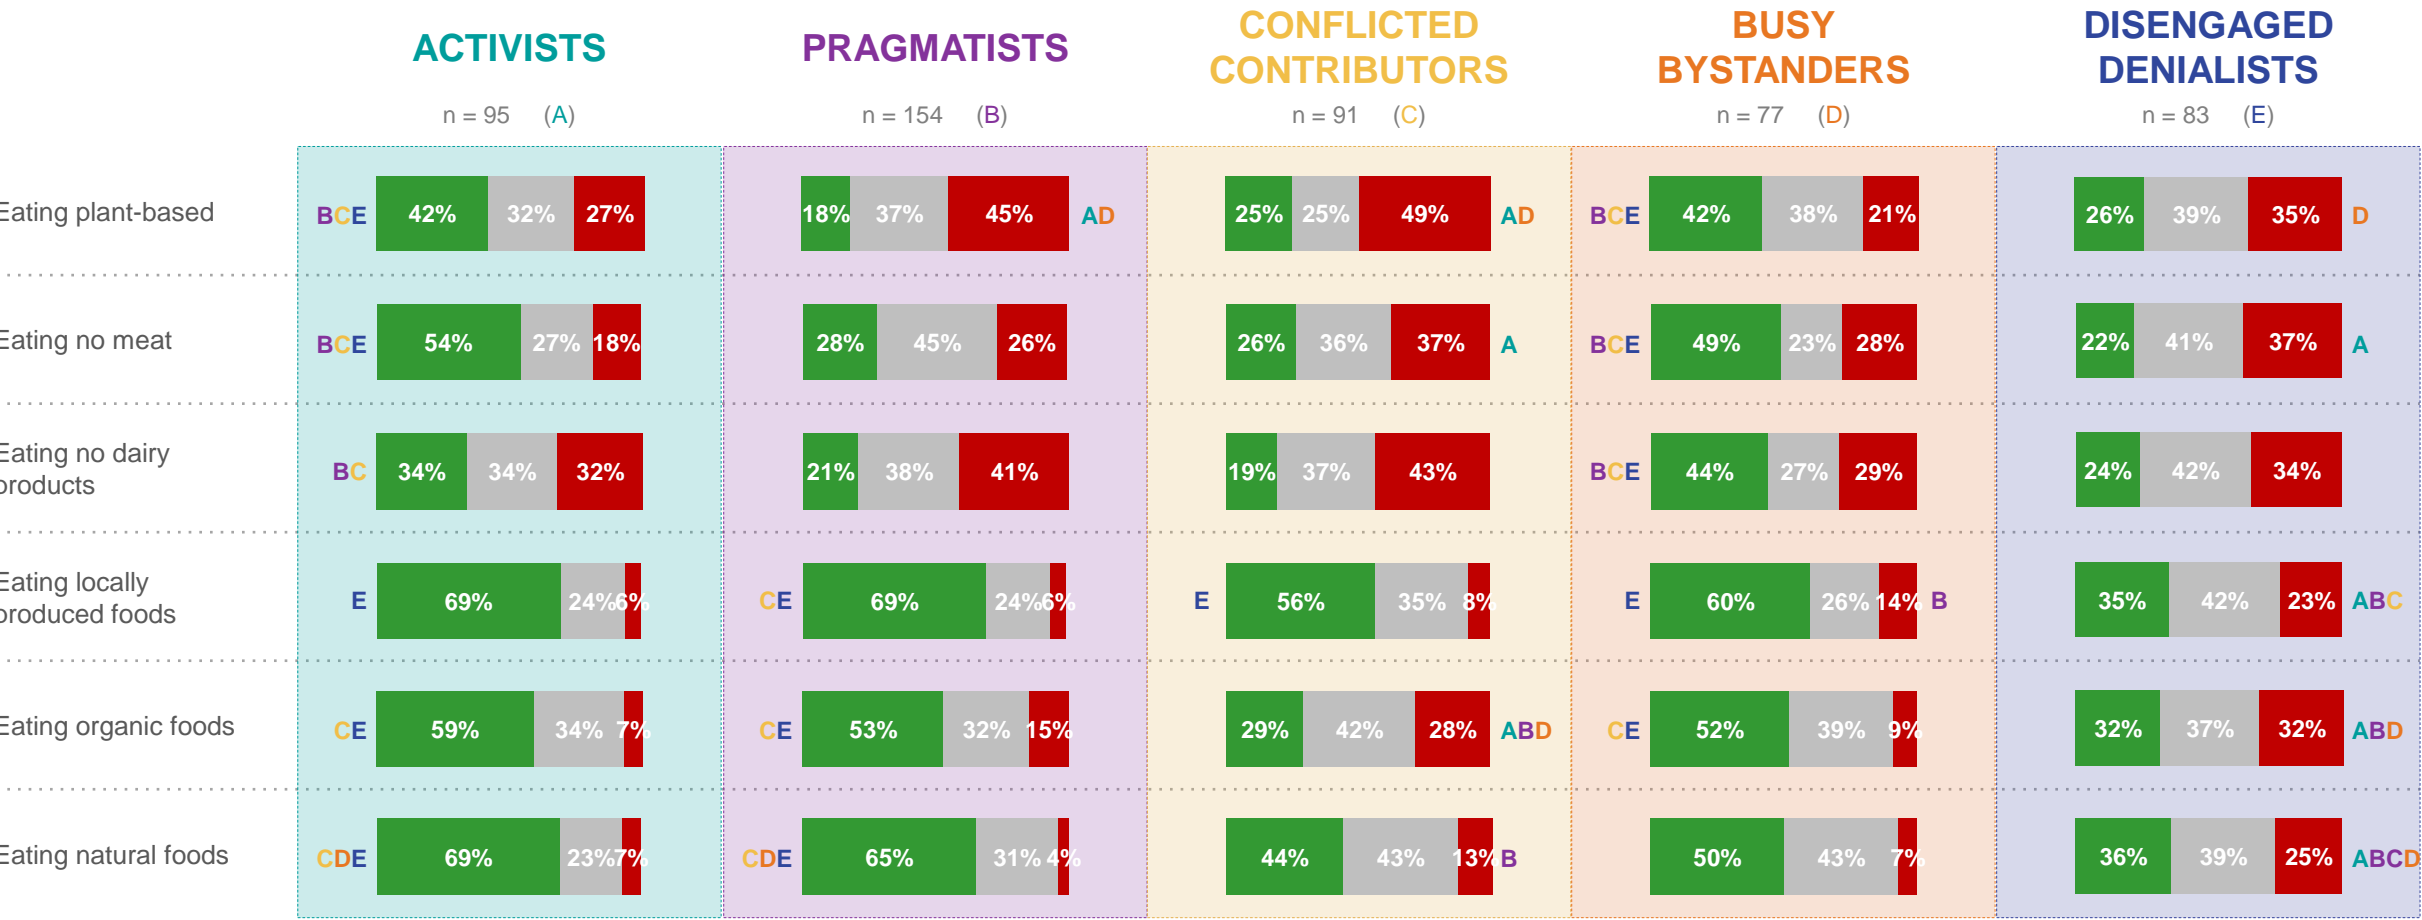 ACTIVISTS
PRAGMATISTS
CONFLICTED
CONTRIBUTORS
BUSY
BYSTANDERS
DISENGAGED
DENIALISTS
n = 95 (A)
n = 154 (B)
n = 91 (C)
n = 77 (D)
n = 83 (E)
Eating plant-based
BCE 42% 32% 27%
18% 37% 45% AD
25% 25% 49% AD
BCE 42% 38% 21%
26% 39% 35% D
Eating no meat
BCE 54% 27% 18%
28% 45% 26%
26% 36% 37% A
BCE 49% 23% 28%
22% 41% 37% A
Eating no dairy
products
BC 34% 34% 32%
21% 38% 41%
19% 37% 43%
BCE 44% 27% 29%
24% 42% 34%
Eating locally
produced foods
E 69% 24% 6%
CE 69% 24% 6%
E 56% 35% 8%
E 60% 26% 14% B
35% 42% 23% ABC
Eating organic foods
CE 59% 34% 7%
CE 53% 32% 15%
29% 42% 28% ABD
CE 52% 39% 9%
32% 37% 32% ABD
Eating natural foods
CDE 69% 23% 7%
CDE 65% 31% 4%
44% 43% 13% B
50% 43% 7%
36% 39% 25% ABCD